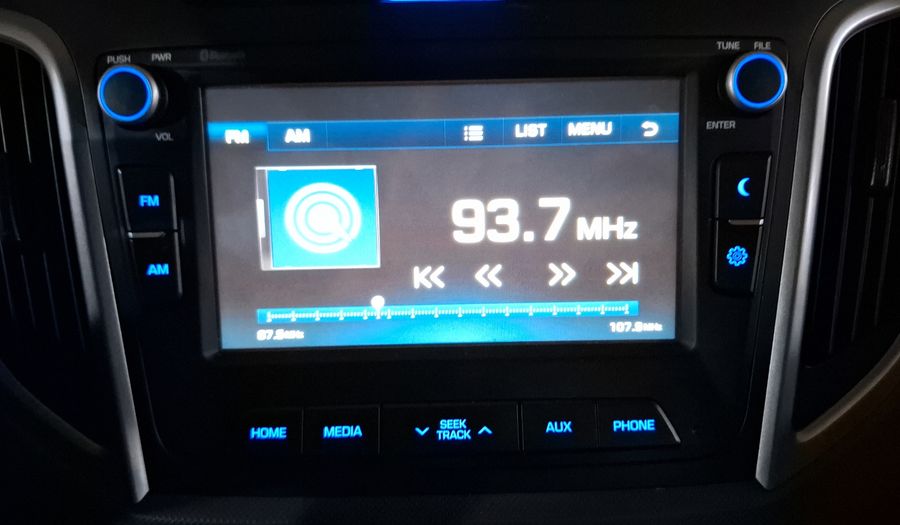 PUSH PWR
Bluetooth
TUNE FILE
VOL
ENTER
FM AM LIST MENU
FM
AM
93.7 MHz
87.5MHz 107.9MHz
HOME MEDIA SEEK TRACK AUX PHONE